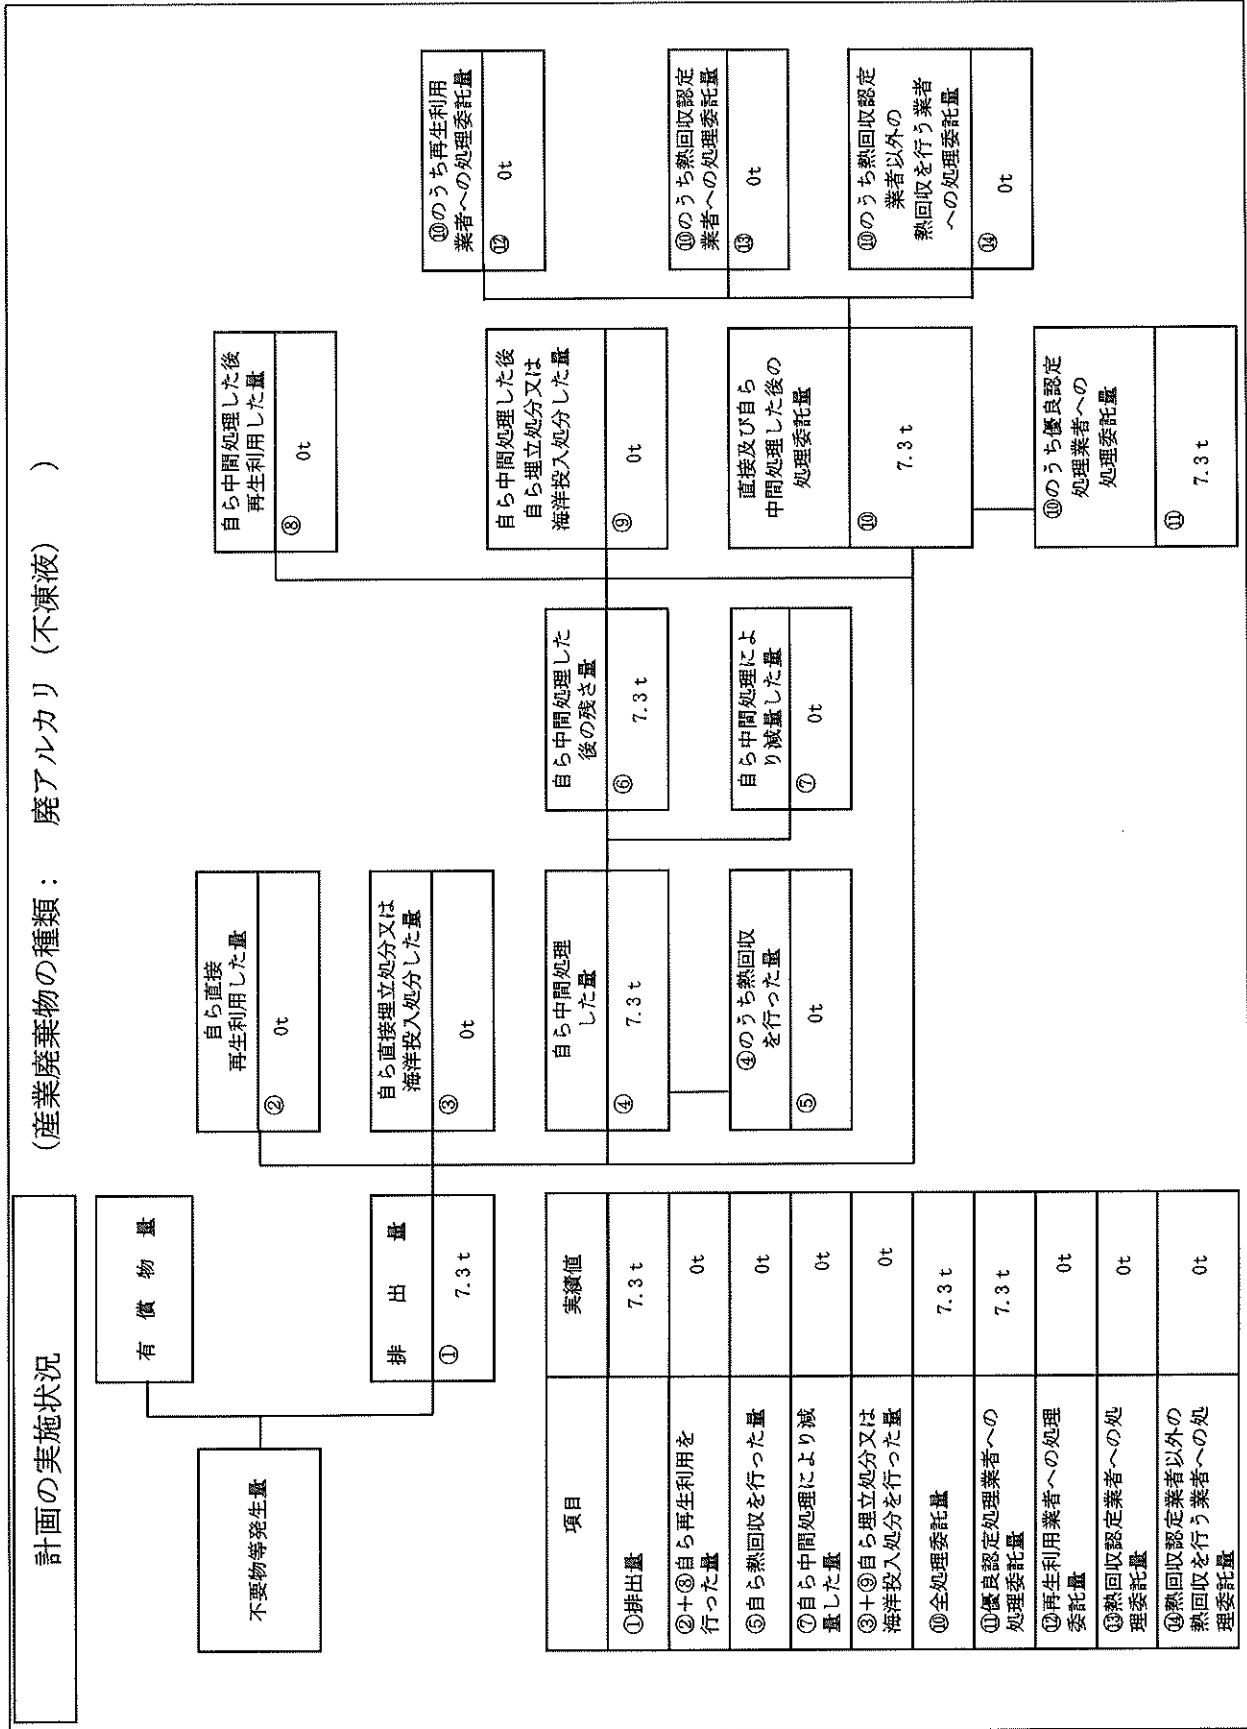 計画の実施状況
(産業廃棄物の種類： 廃アルカリ (不凍液) )
不要物等発生量
有償物量
排出量
① 7.3t
自ら直接
再生利用した量
② 0t
自ら直接埋立処分又は
海洋投入処分した量
③ 0t
自ら中間処理
した量
④ 7.3t
④のうち熱回収
を行った量
⑤ 0t
自ら中間処理した
後の残さ量
⑥ 7.3t
自ら中間処理によ
り減量した量
⑦ 0t
自ら中間処理した後
再生利用した量
⑧ 0t
自ら中間処理した後
自ら埋立処分又は
海洋投入処分した量
⑨ 0t
直接及び自ら
中間処理した後の
処理委託量
⑩ 7.3t
⑩のうち優良認定
処理業者への
処理委託量
⑪ 7.3t
⑩のうち再生利用
業者への処理委託量
⑫ 0t
⑩のうち熱回収認定
業者への処理委託量
⑬ 0t
⑩のうち熱回収認定
業者以外の
熱回収を行う業者
への処理委託量
⑭ 0t
項目 実績値
①排出量 7.3t
②+⑧自ら再生利用を
行った量 0t
⑤自ら熱回収を行った量 0t
⑦自ら中間処理により減
量した量 0t
③+⑨自ら埋立処分又は
海洋投入処分を行った量 0t
⑩全処理委託量 7.3t
⑪優良認定処理業者への
処理委託量 7.3t
⑫再生利用業者への処理
委託量 0t
⑬熱回収認定業者への処
理委託量 0t
⑭熱回収認定業者以外の
熱回収を行う業者への処
理委託量 0t